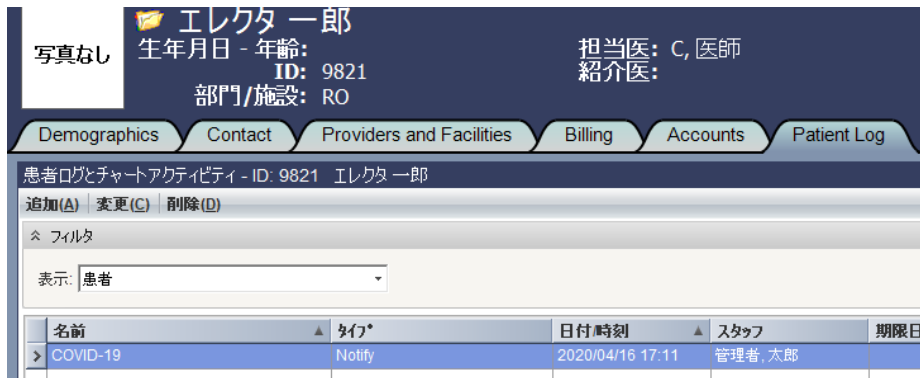 エレクタ 一郎
写真なし
生年月日 - 年齢:
担当医: C, 医師
ID: 9821
紹介医:
部門/施設: RO
Demographics Contact Providers and Facilities Billing Accounts Patient Log
患者ログとチャートアクティビティ - ID: 9821 エレクタ 一郎
追加(A) 変更(C) 削除(D)
フィルタ
表示: 患者
名前 タイプ 日付/時刻 スタッフ 期限日
COVID-19 Notify 2020/04/16 17:11 管理者, 太郎